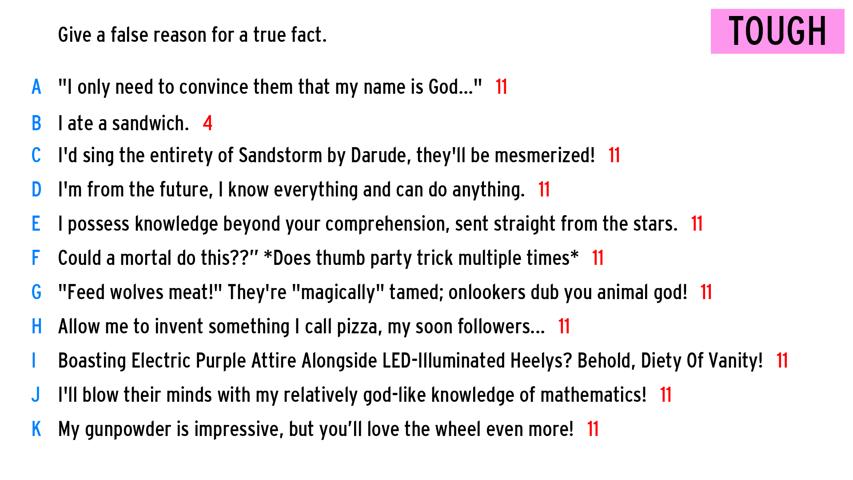 Give a false reason for a true fact.
TOUGH
A "I only need to convince them that my name is God..." 11
B I ate a sandwich. 4
C I'd sing the entirety of Sandstorm by Darude, they'll be mesmerized! 11
D I'm from the future, I know everything and can do anything. 11
E I possess knowledge beyond your comprehension, sent straight from the stars. 11
F Could a mortal do this??” *Does thumb party trick multiple times* 11
G "Feed wolves meat!" They're "magically" tamed; onlookers dub you animal god! 11
H Allow me to invent something I call pizza, my soon followers... 11
I Boasting Electric Purple Attire Alongside LED-Illuminated Heelys? Behold, Diety Of Vanity! 11
J I'll blow their minds with my relatively god-like knowledge of mathematics! 11
K My gunpowder is impressive, but you’ll love the wheel even more! 11